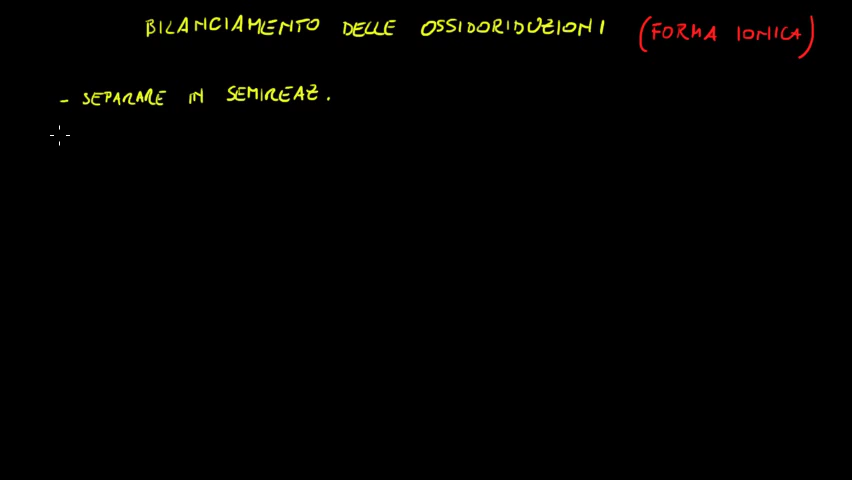 BILANCIAMENTO DELLE OSSIDORIDUZIONI (FORMA IONICA)
- SEPARARE IN SEMIREAZ.